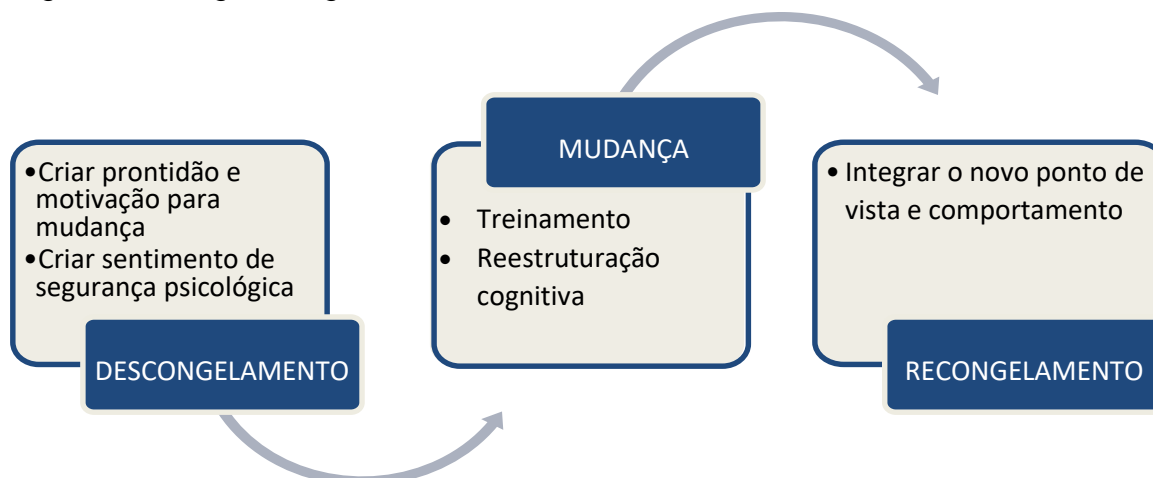 •Criar prontidão e
motivação para
mudança
•Criar sentimento de
segurança psicológica
DESCONGELAMENTO
MUDANÇA
• Treinamento
• Reestruturação
cognitiva
• Integrar o novo ponto de
vista e comportamento
RECONGELAMENTO